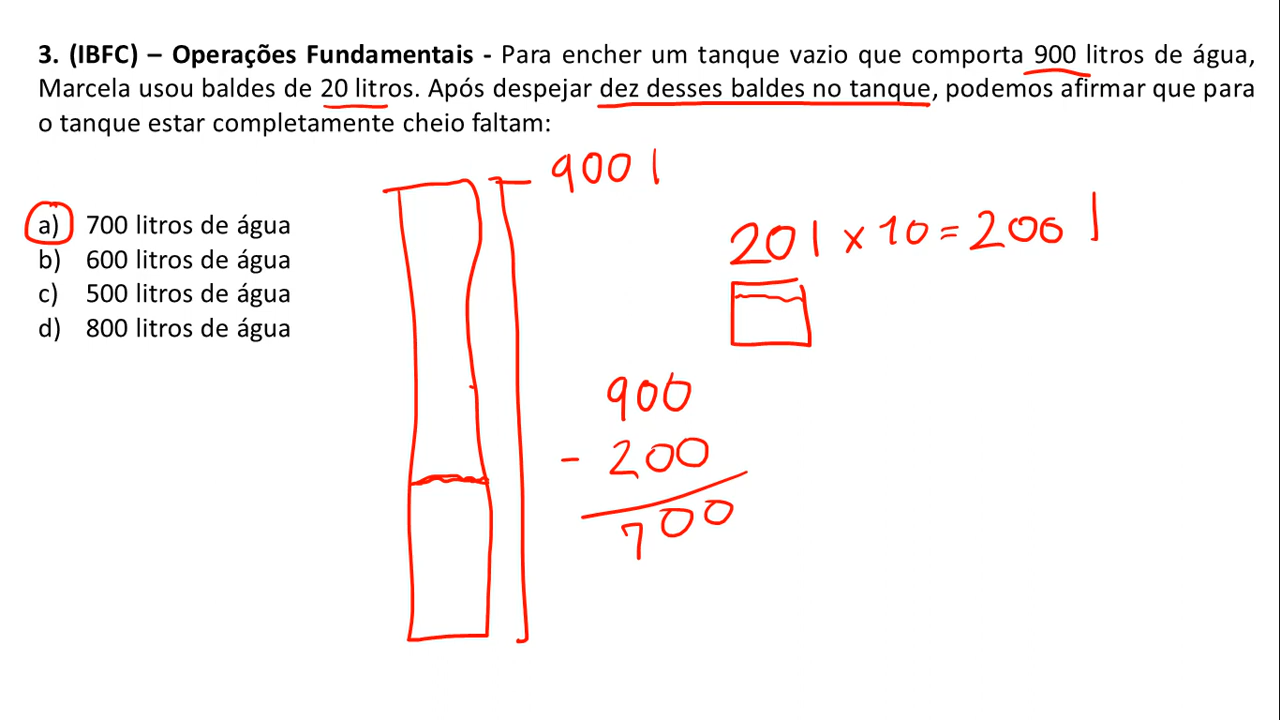 3. (IBFC) – Operações Fundamentais - Para encher um tanque vazio que comporta 900 litros de água,
Marcela usou baldes de 20 litros. Após despejar dez desses baldes no tanque, podemos afirmar que para
o tanque estar completamente cheio faltam:
900 l
a) 700 litros de água
b) 600 litros de água
c) 500 litros de água
d) 800 litros de água
20 l x 10 = 200 l
900
- 200
700